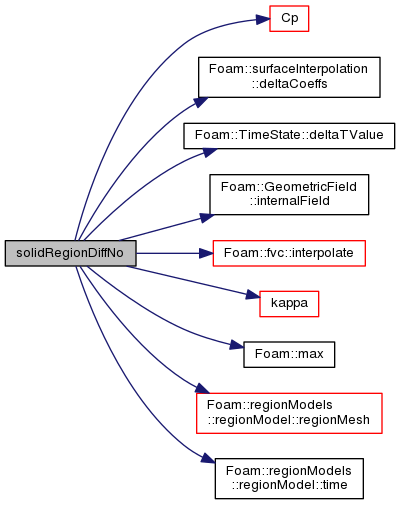 Cp
Foam::surfaceInterpolation
::deltaCoeffs
Foam::TimeState::deltaTValue
Foam::GeometricField
::internalField
solidRegionDiffNo
Foam::fvc::interpolate
kappa
Foam::max
Foam::regionModels
::regionModel::regionMesh
Foam::regionModels
::regionModel::time